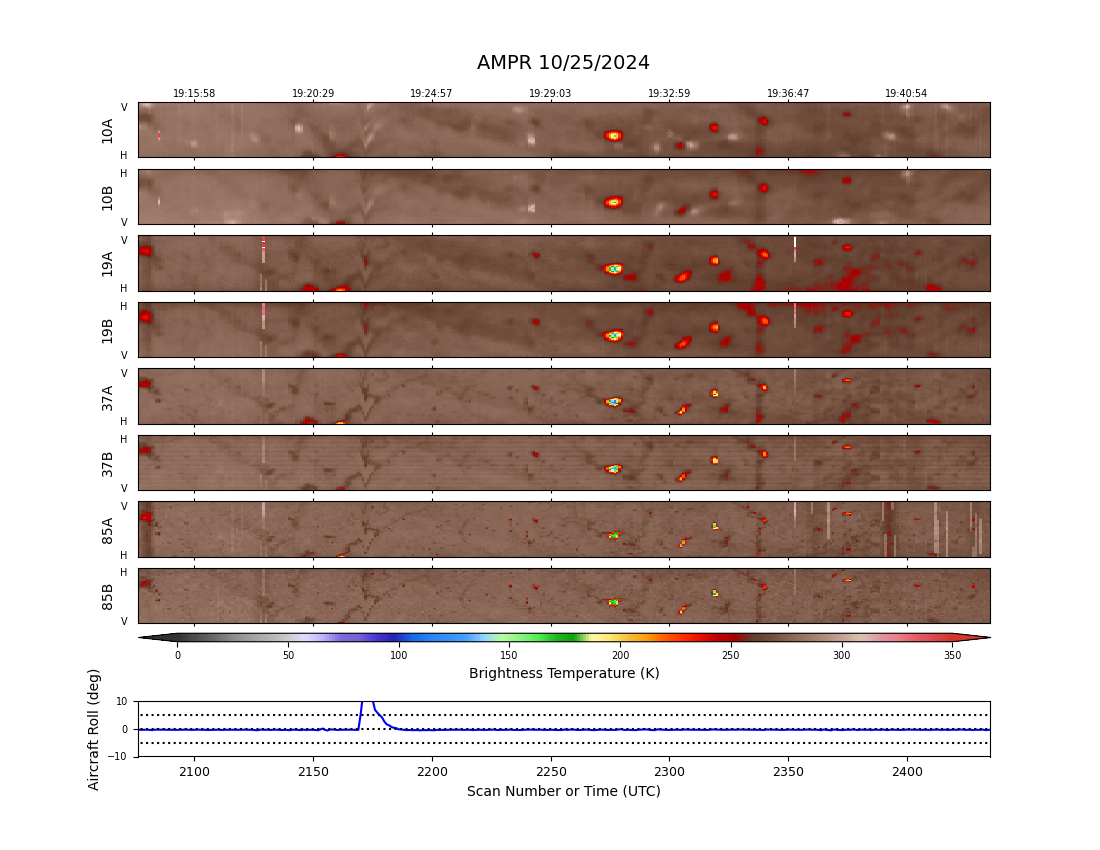 AMPR 10/25/2024
19:15:58 19:20:29 19:24:57 19:29:03 19:32:59 19:36:47 19:40:54
V
10A
H
H
10B
V
V
19A
H
H
19B
V
V
37A
H
H
37B
V
V
85A
H
H
85B
V
0 50 100 150 200 250 300 350
Brightness Temperature (K)
Aircraft Roll (deg)
10
0
−10
2100 2150 2200 2250 2300 2350 2400
Scan Number or Time (UTC)